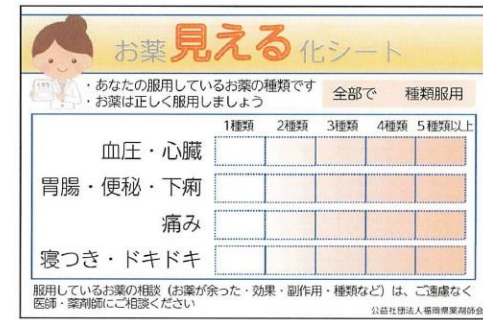 お薬見える化シート
・あなたの服用しているお薬の種類です
・お薬は正しく服用しましょう
全部で　種類服用
1種類 2種類 3種類 4種類 5種類以上
血圧・心臓
胃腸・便秘・下痢
痛み
寝つき・ドキドキ
服用しているお薬の相談（お薬が余った・効果・副作用・種類など）は、ご遠慮なく
医師・薬剤師にご相談ください
公益社団法人福岡県薬剤師会